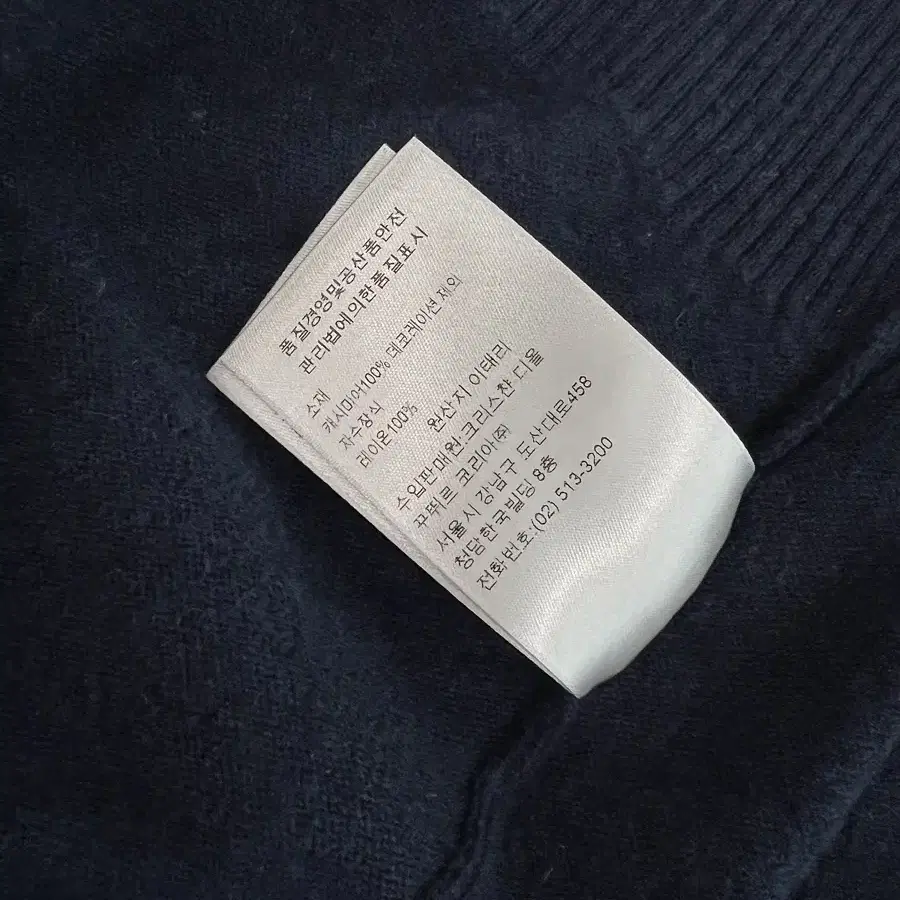 품질경영및공산품안전
관리법에의한품질표시
소재
캐시미어100% 데코레이션 제외
자수장식
레이온100%
원산지 이태리
수입판매원:크리스챤 디올
꾸뛰르 코리아(주)
서울시 강남구 도산대로458
청담한국빌딩 8층
전화번호:(02) 513-3200